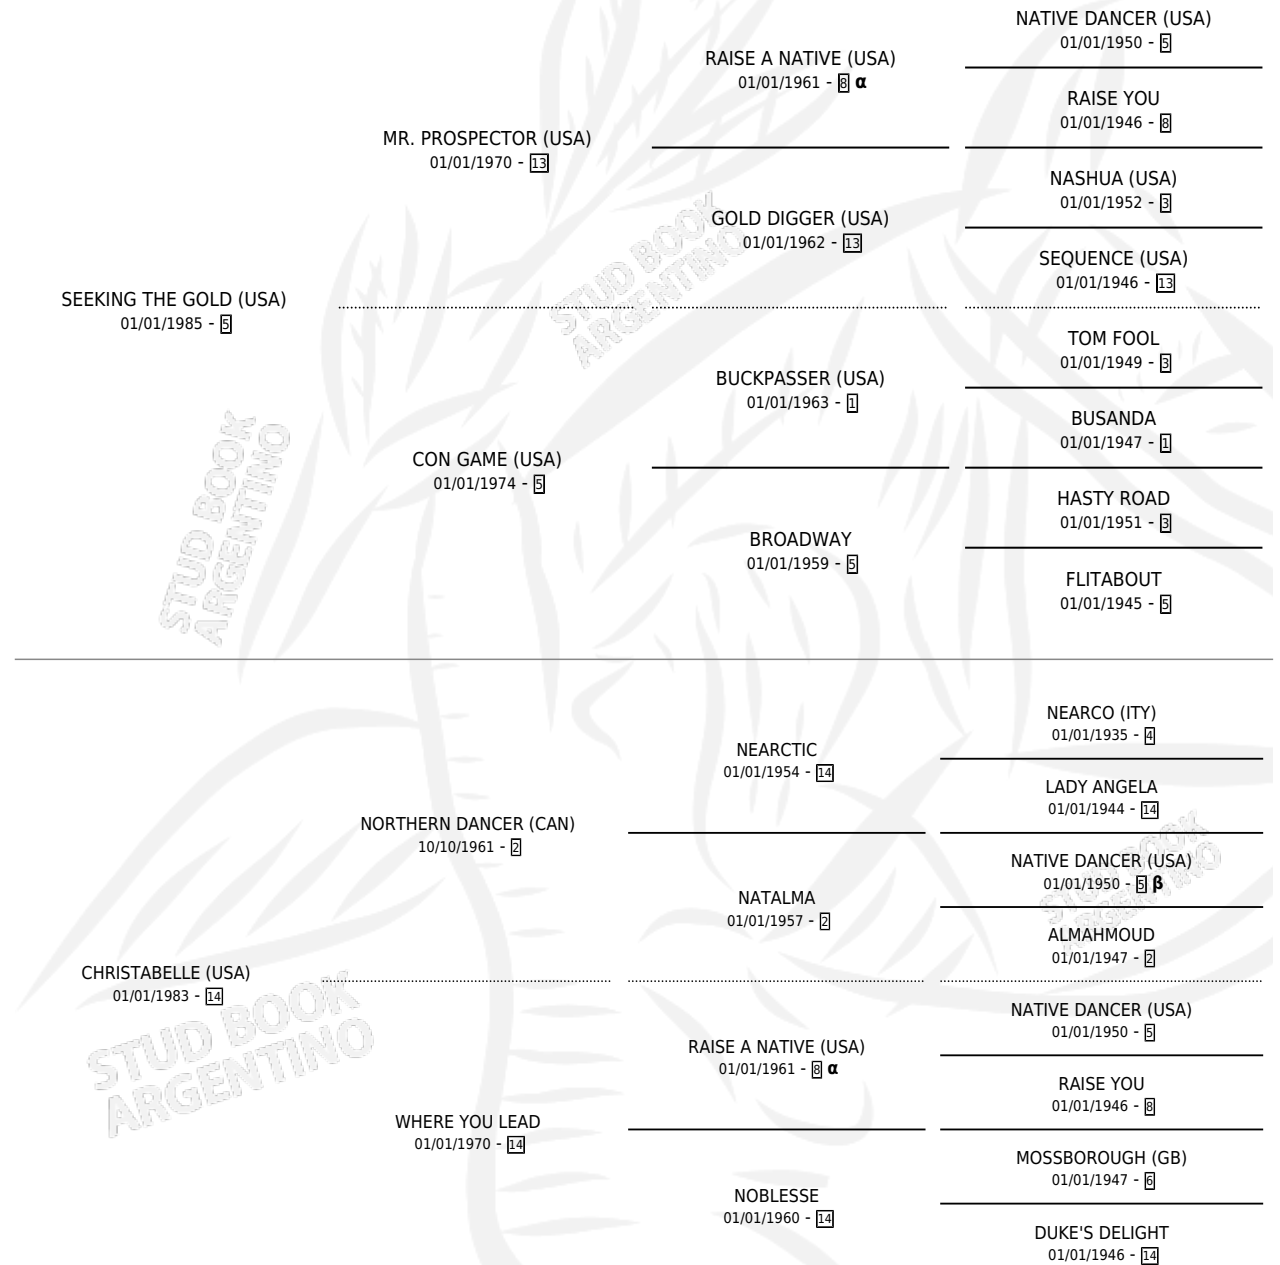 NATIVE DANCER (USA)
01/01/1950 - 5
RAISE A NATIVE (USA)
01/01/1961 - 8 α
RAISE YOU
01/01/1946 - 8
MR. PROSPECTOR (USA)
01/01/1970 - 13
NASHUA (USA)
01/01/1952 - 3
GOLD DIGGER (USA)
01/01/1962 - 13
SEQUENCE (USA)
01/01/1946 - 13
SEEKING THE GOLD (USA)
01/01/1985 - 5
TOM FOOL
01/01/1949 - 3
BUCKPASSER (USA)
01/01/1963 - 1
BUSANDA
01/01/1947 - 1
CON GAME (USA)
01/01/1974 - 5
HASTY ROAD
01/01/1951 - 3
BROADWAY
01/01/1959 - 5
FLITABOUT
01/01/1945 - 5
NEARCO (ITY)
01/01/1935 - 4
NEARCTIC
01/01/1954 - 14
LADY ANGELA
01/01/1944 - 14
NORTHERN DANCER (CAN)
10/10/1961 - 2
NATIVE DANCER (USA)
01/01/1950 - 5 β
NATALMA
01/01/1957 - 2
ALMAHMOUD
01/01/1947 - 2
CHRISTABELLE (USA)
01/01/1983 - 14
NATIVE DANCER (USA)
01/01/1950 - 5
RAISE A NATIVE (USA)
01/01/1961 - 8 α
RAISE YOU
01/01/1946 - 8
WHERE YOU LEAD
01/01/1970 - 14
MOSSBOROUGH (GB)
01/01/1947 - 6
NOBLESSE
01/01/1960 - 14
DUKE'S DELIGHT
01/01/1946 - 14
STUD BOOK
ARGENTINO
STUD BOOK
ARGENTINO
STUD BOOK
ARGENTINO
STUD BOOK
ARGENTINO